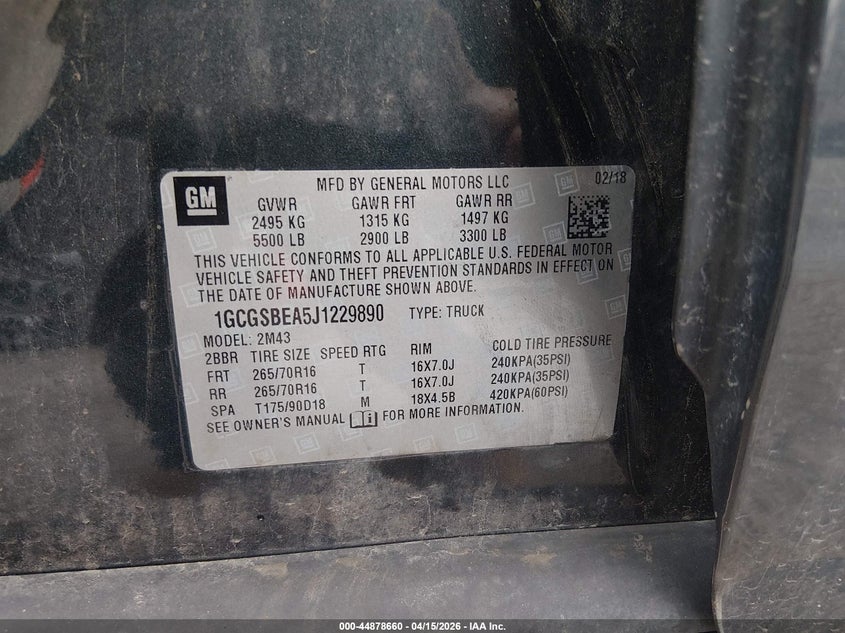 GM
MFD BY GENERAL MOTORS LLC 02/18
GVWR GAWR FRT GAWR RR
2495 KG 1315 KG 1497 KG
5500 LB 2900 LB 3300 LB
THIS VEHICLE CONFORMS TO ALL APPLICABLE U.S. FEDERAL MOTOR
VEHICLE SAFETY AND THEFT PREVENTION STANDARDS IN EFFECT ON
THE DATE OF MANUFACTURE SHOWN ABOVE.
1GCGSBEA5J1229890 TYPE: TRUCK
MODEL: 2M43
2BBR TIRE SIZE SPEED RTG RIM COLD TIRE PRESSURE
FRT 265/70R16 T 16X7.0J 240KPA(35PSI)
RR 265/70R16 T 16X7.0J 240KPA(35PSI)
SPA T175/90D18 M 18X4.5B 420KPA(60PSI)
SEE OWNER'S MANUAL FOR MORE INFORMATION.
000-44878660 - 04/15/2026 - IAA Inc.